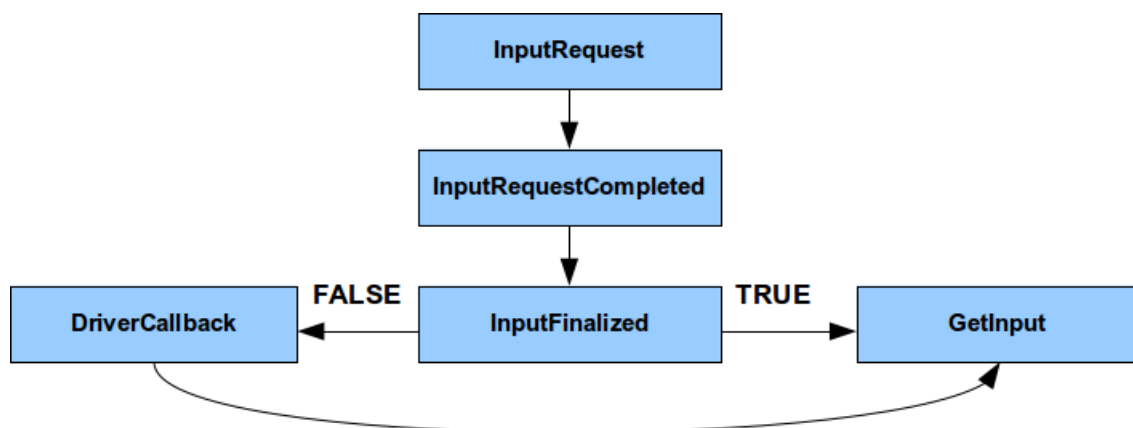 InputRequest
InputRequestCompleted
FALSE
TRUE
DriverCallback
InputFinalized
GetInput